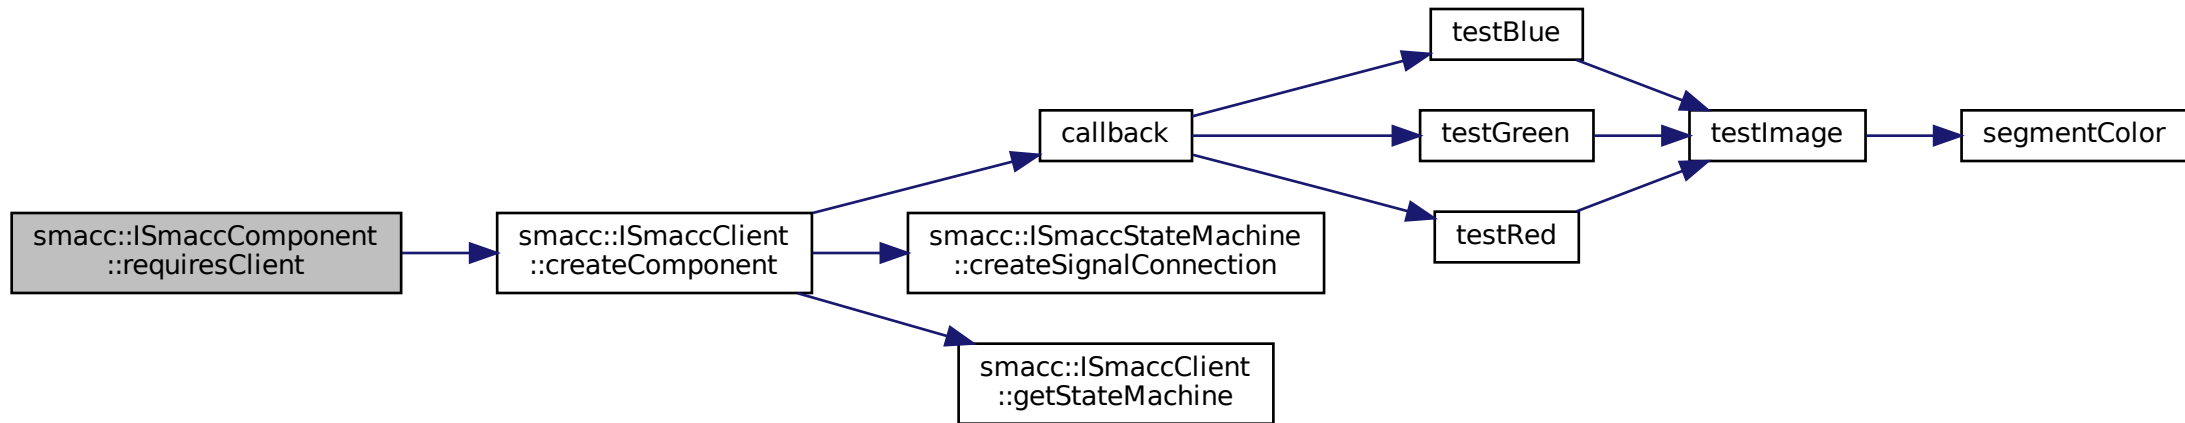 smacc::ISmaccComponent
::requiresClient
smacc::ISmaccClient
::createComponent
callback
testBlue
testGreen
testRed
testImage
segmentColor
smacc::ISmaccStateMachine
::createSignalConnection
smacc::ISmaccClient
::getStateMachine